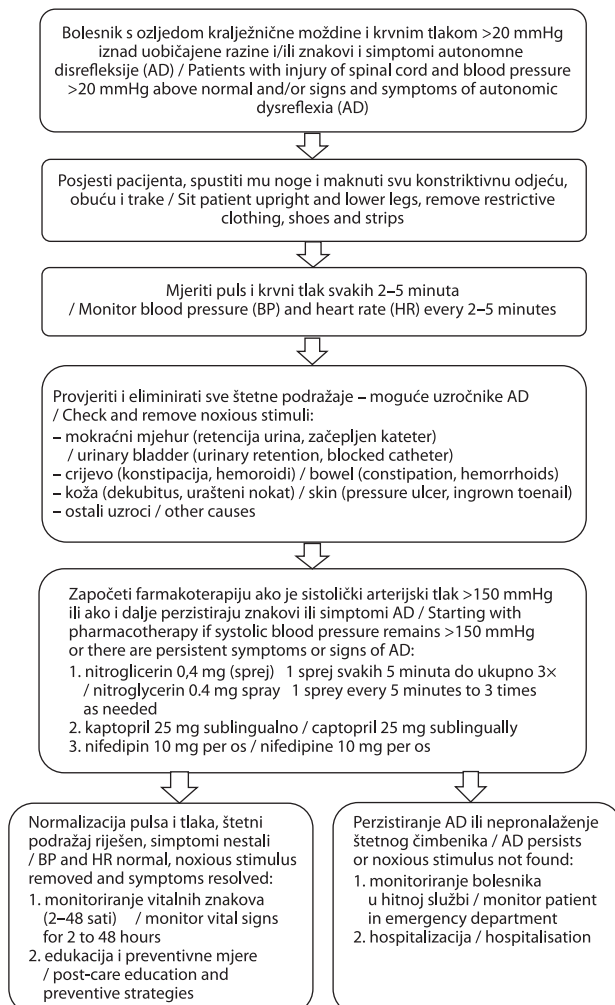 Bolesnik s ozljedom kralježnične moždine i krvnim tlakom >20 mmHg
iznad uobičajene razine i/ili znakovi i simptomi autonomne
disrefleksije (AD) / Patients with injury of spinal cord and blood pressure
>20 mmHg above normal and/or signs and symptoms of autonomic
dysreflexia (AD)
Posjesti pacijenta, spustiti mu noge i maknuti svu konstriktivnu odjeću,
obuću i trake / Sit patient upright and lower legs, remove restrictive
clothing, shoes and strips
Mjeriti puls i krvni tlak svakih 2–5 minuta
/ Monitor blood pressure (BP) and heart rate (HR) every 2–5 minutes
Provjeriti i eliminirati sve štetne podražaje – moguće uzročnike AD
/ Check and remove noxious stimuli:
– mokraćni mjehur (retencija urina, začepljen kateter)
/ urinary bladder (urinary retention, blocked catheter)
– crijevo (konstipacija, hemoroidi) / bowel (constipation, hemorrhoids)
– koža (dekubitus, urašteni nokat) / skin (pressure ulcer, ingrown toenail)
– ostali uzroci / other causes
Započeti farmakoterapiju ako je sistolički arterijski tlak >150 mmHg
ili ako i dalje perzistiraju znakovi ili simptomi AD / Starting with
pharmacotherapy if systolic blood pressure remains >150 mmHg
or there are persistent symptoms or signs of AD:
1. nitroglicerin 0,4 mg (sprej) 1 sprej svakih 5 minuta do ukupno 3×
/ nitroglycerin 0.4 mg spray 1 sprey every 5 minutes to 3 times
as needed
2. kaptopril 25 mg sublingualno / captopril 25 mg sublingually
3. nifedipin 10 mg per os / nifedipine 10 mg per os
Normalizacija pulsa i tlaka, štetni
podražaj riješen, simptomi nestali
/ BP and HR normal, noxious stimulus
removed and symptoms resolved:
1. monitoriranje vitalnih znakova
(2–48 sati) / monitor vital signs
for 2 to 48 hours
2. edukacija i preventivne mjere
/ post-care education and
preventive strategies
Perzistiranje AD ili nepronalaženje
štetnog čimbenika / AD persists
or noxious stimulus not found:
1. monitoriranje bolesnika
u hitnoj službi / monitor patient
in emergency department
2. hospitalizacija / hospitalisation